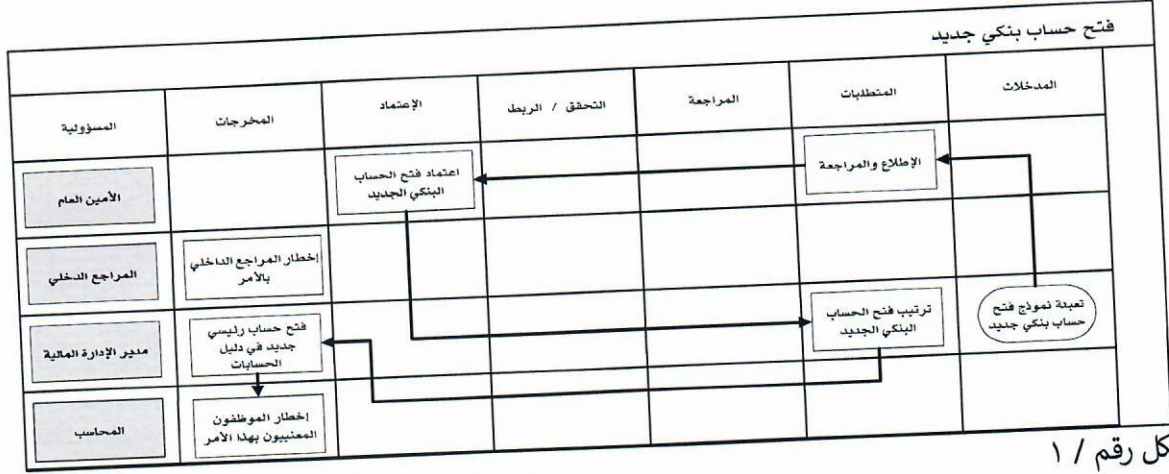 فتح حساب بنكي جديد
المدخلات
المتطلبات
المراجعة
التحقق / الربط
الإعتماد
المخرجات
المسؤولية
الإطلاع والمراجعة
اعتماد فتح الحساب
البنكي الجديد
الأمين العام
إخطار المراجع الداخلي
بالأمر
المراجع الدخلي
تعبئة نموذج فتح
حساب بنكي جديد
ترتيب فتح الحساب
البنكي الجديد
فتح حساب رئيسي
جديد في دليل
الحسابات
مدير الإدارة المالية
إخطار الموظفون
المعنييون بهذا الأمر
المحاسب
كل رقم / ١